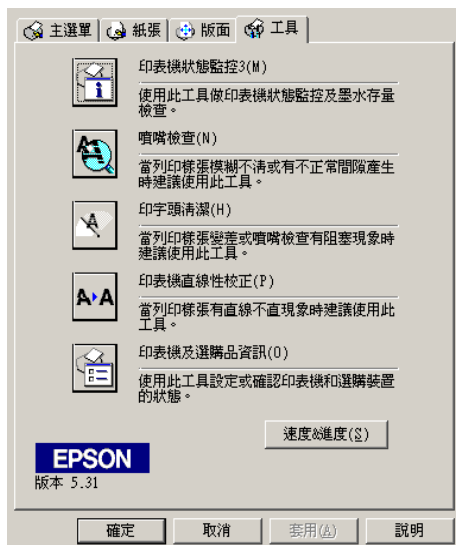 主選單 紙張 版面 工具
印表機狀態監控3(M)
使用此工具做印表機狀態監控及墨水存量
檢查。
噴嘴檢查(N)
當列印樣張模糊不清或有不正常間隙產生
時建議使用此工具。
印字頭清潔(H)
當列印樣張變差或噴嘴檢查有阻塞現象時
建議使用此工具。
印表機直線性校正(P)
當列印樣張有直線不直現象時建議使用此
工具。
印表機及選購品資訊(O)
使用此工具設定或確認印表機和選購裝置
的狀態。
速度&進度(S)
EPSON
版本 5.31
確定 取消 套用(A) 說明